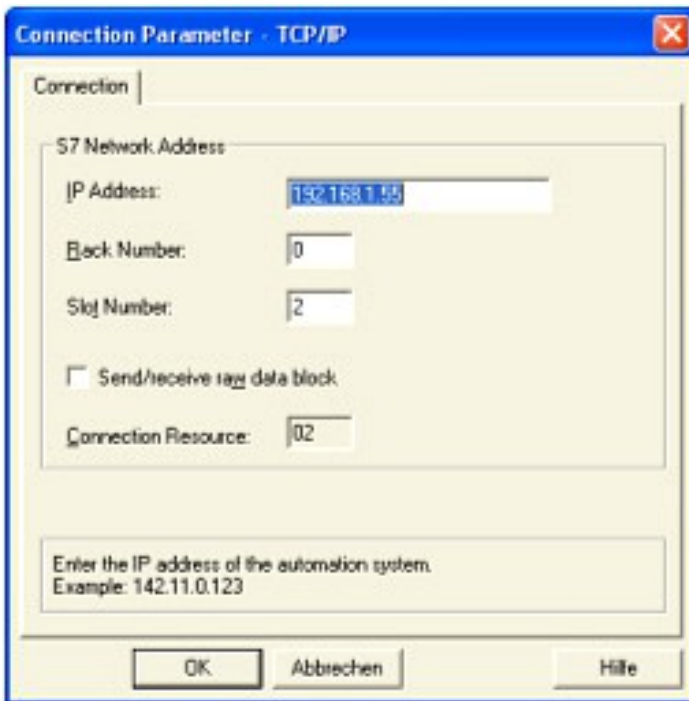 Connection Parameter - TCP/IP
Connection
S7 Network Address
IP Address: 192.168.1.55
Rack Number: 0
Slot Number: 2
Send/receive raw data block
Connection Resource: 02
Enter the IP address of the automation system.
Example: 142.11.0.123
OK Abbrechen Hilfe